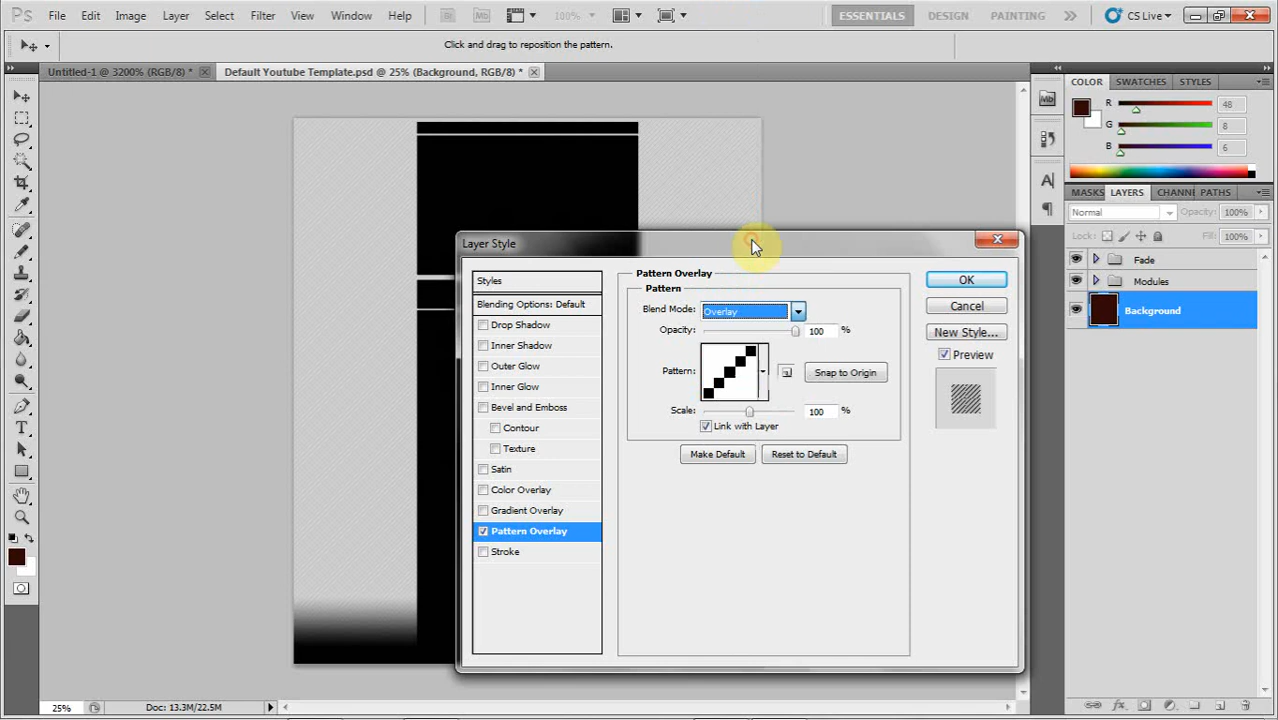 Ps File Edit Image Layer Select Filter View Window Help Br Mb 100% ESSENTIALS DESIGN PAINTING CS Live
Click and drag to reposition the pattern.
Untitled-1 @ 3200% (RGB/8) * Default Youtube Template.psd @ 25% (Background, RGB/8) *
COLOR SWATCHES STYLES
Mb
R 48
G 8
B 6
A
MASKS LAYERS CHANNE PATHS
Normal Opacity: 100%
Lock: Fill: 100%
Fade
Modules
Background
Layer Style
Styles
Blending Options: Default
Drop Shadow
Inner Shadow
Outer Glow
Inner Glow
Bevel and Emboss
Contour
Texture
Satin
Color Overlay
Gradient Overlay
Pattern Overlay
Stroke
Pattern Overlay
Pattern
Blend Mode: Overlay
Opacity: 100 %
Pattern: Snap to Origin
Scale: 100 %
Link with Layer
Make Default Reset to Default
OK
Cancel
New Style...
Preview
T
25% Doc: 13.3M/22.5M
fx